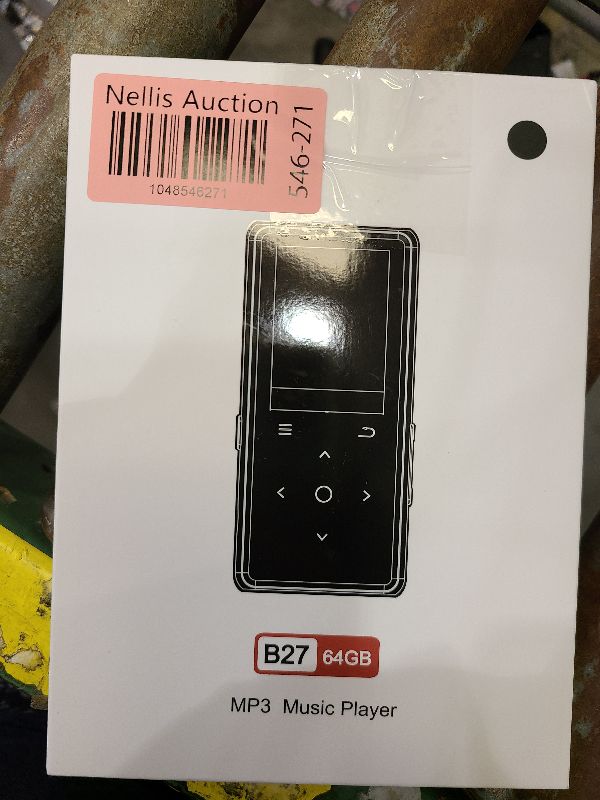 Nellis Auction
1048546271
546-271
B27 64GB
MP3 Music Player